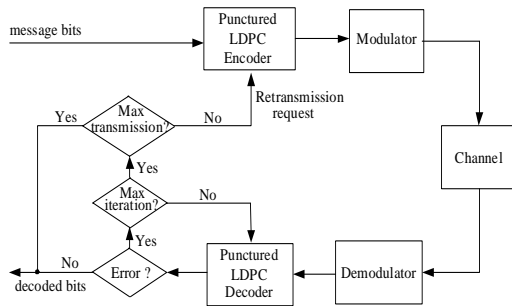 message bits
Punctured
LDPC
Encoder
Modulator
Retransmission
request
Max
transmission?
Yes
No
Channel
Yes
Max
iteration?
No
Yes
Error ?
No
decoded bits
Punctured
LDPC
Decoder
Demodulator